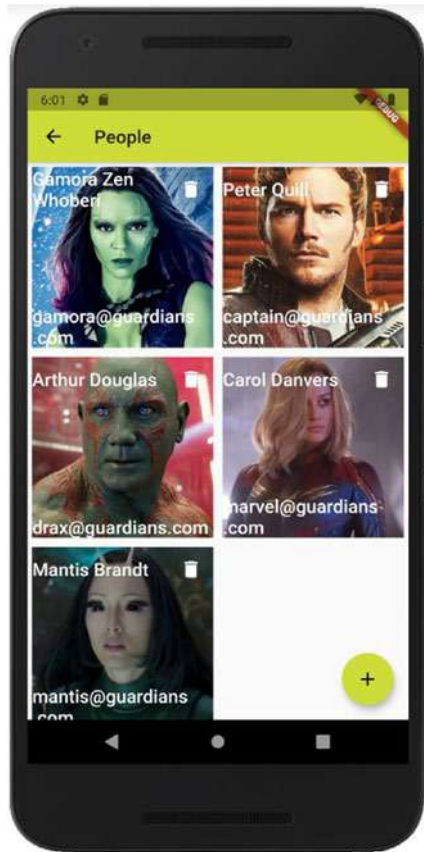 6:01
DEBUG
People
Gamora Zen
Whoberi
Peter Quill
gamora@guardians
.com
captain@guardians
.com
Arthur Douglas
Carol Danvers
drax@guardians.com
marvel@guardians
.com
Mantis Brandt
mantis@guardians
.com
+